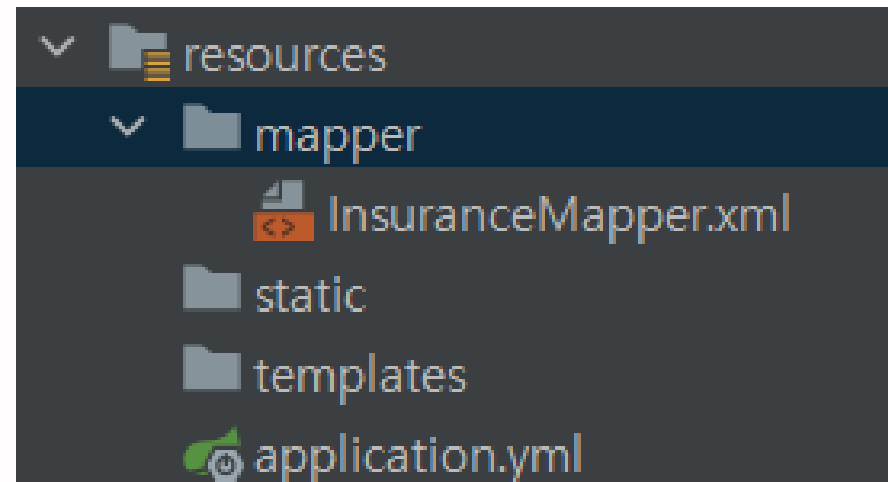 resources
mapper
InsuranceMapper.xml
static
templates
application.yml